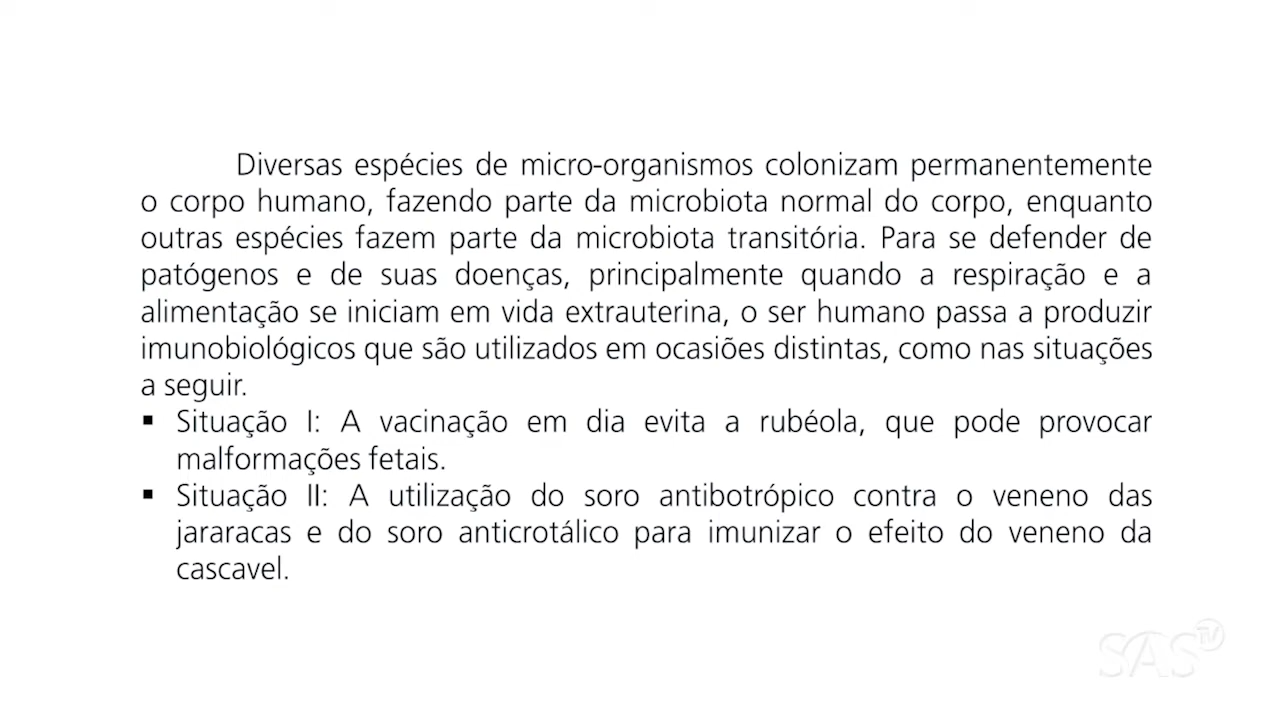 Diversas espécies de micro-organismos colonizam permanentemente
o corpo humano, fazendo parte da microbiota normal do corpo, enquanto
outras espécies fazem parte da microbiota transitória. Para se defender de
patógenos e de suas doenças, principalmente quando a respiração e a
alimentação se iniciam em vida extrauterina, o ser humano passa a produzir
imunobiológicos que são utilizados em ocasiões distintas, como nas situações
a seguir.
▪ Situação I: A vacinação em dia evita a rubéola, que pode provocar
malformações fetais.
▪ Situação II: A utilização do soro antibotrópico contra o veneno das
jararacas e do soro anticrotálico para imunizar o efeito do veneno da
cascavel.
SAS TV